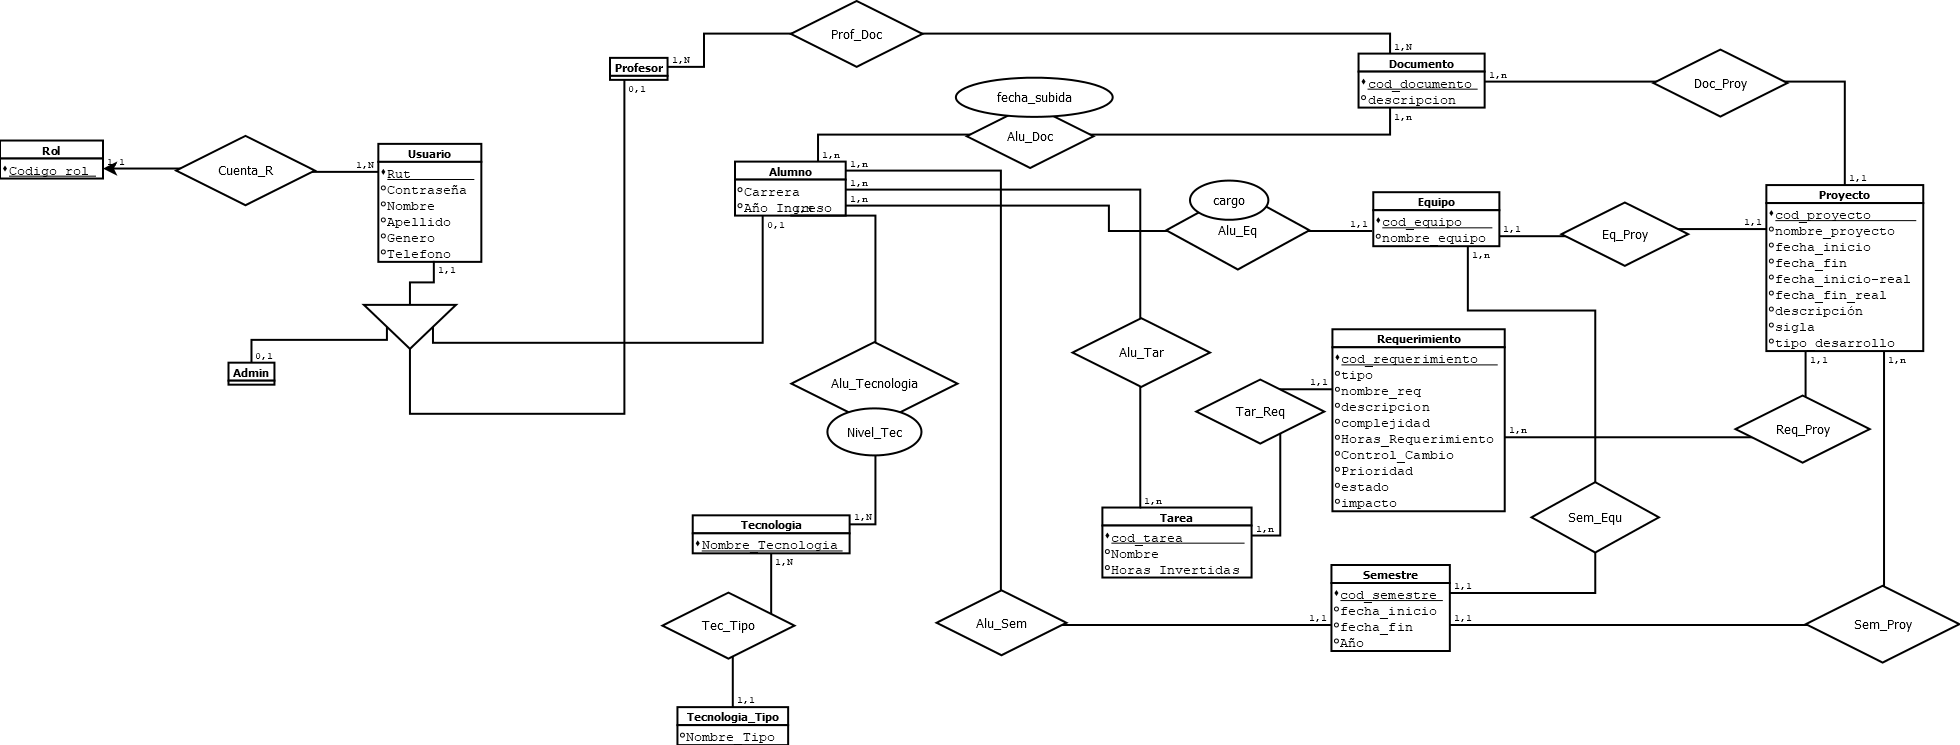 Prof_Doc
1,N
1,N
Profesor
0,1
Documento
cod_documento
descripcion
1,n
1,n
Doc_Proy
fecha_subida
Alu_Doc
Rol
Codigo rol
1,1
Cuenta_R
1,N
Usuario
Rut
Contraseña
Nombre
Apellido
Genero
Telefono
1,1
1,n
Alumno
Carrera
Año Ingreso
1,n
1,n
1,n
1,n
0,1
cargo
Alu_Eq
1,1
Equipo
cod_equipo
nombre_equipo
1,1
1,n
Eq_Proy
1,1
1,1
Proyecto
cod_proyecto
nombre_proyecto
fecha_inicio
fecha_fin
fecha_inicio-real
fecha_fin_real
descripción
sigla
tipo desarrollo
1,1
1,n
0,1
Admin
Alu_Tecnologia
Nivel_Tec
Alu_Tar
Tar_Req
1,1
Requerimiento
cod_requerimiento
tipo
nombre_req
descripcion
complejidad
Horas_Requerimiento
Control_Cambio
Prioridad
estado
impacto
1,n
Req_Proy
1,n
Tarea
cod_tarea
Nombre
Horas Invertidas
1,n
Sem_Equ
1,N
Tecnologia
Nombre_Tecnologia
1,N
Tec_Tipo
1,1
Tecnologia_Tipo
Nombre_Tipo
Alu_Sem
1,1
Semestre
cod_semestre
fecha_inicio
fecha_fin
Año
1,1
1,1
Sem_Proy